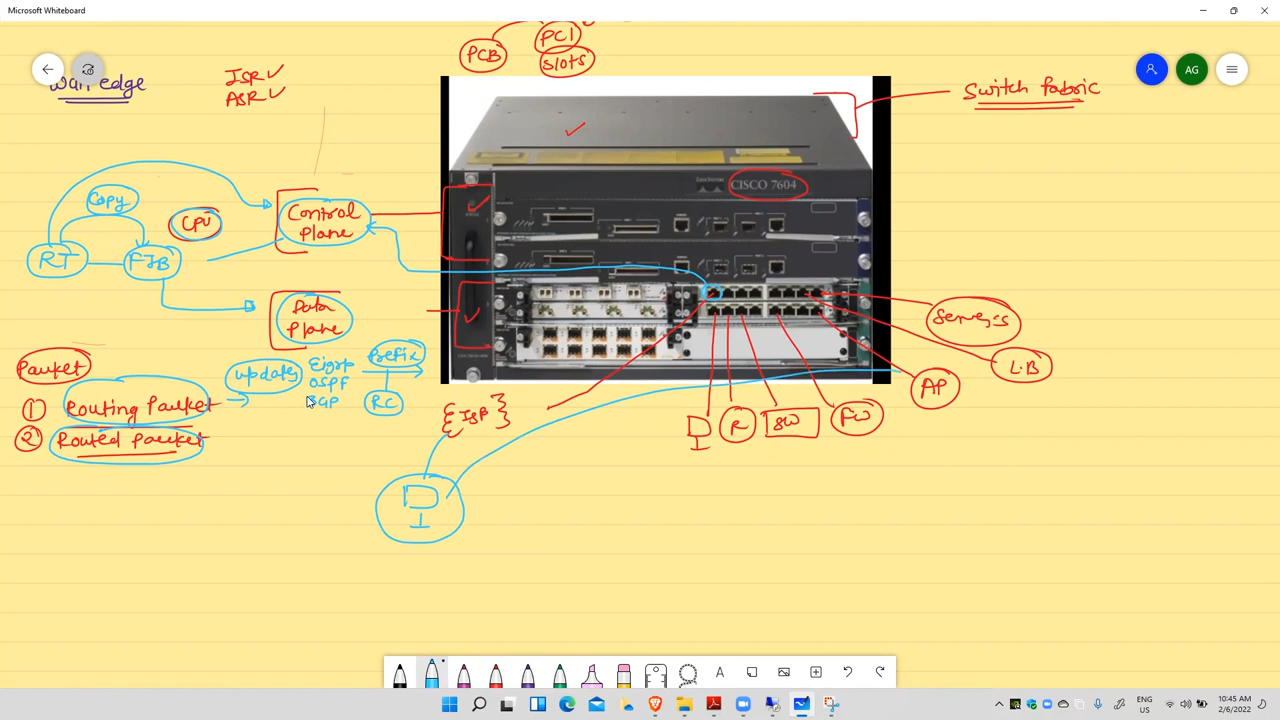 Microsoft Whiteboard
PCB
PCI
slots
Wan edge
ISR
ASR
AG
Switch fabric
CISCO 7604
Copy
CPU
Control
Plane
RT
FIB
Data
Plane
Servers
L.B
AP
Packet
Prefix
update
Eigrp
OSPF
BGP
RC
1 Routing Packet
2 Routed packet
{ISP}
R
SW
FW
ENG
US
10:45 AM
2/6/2022